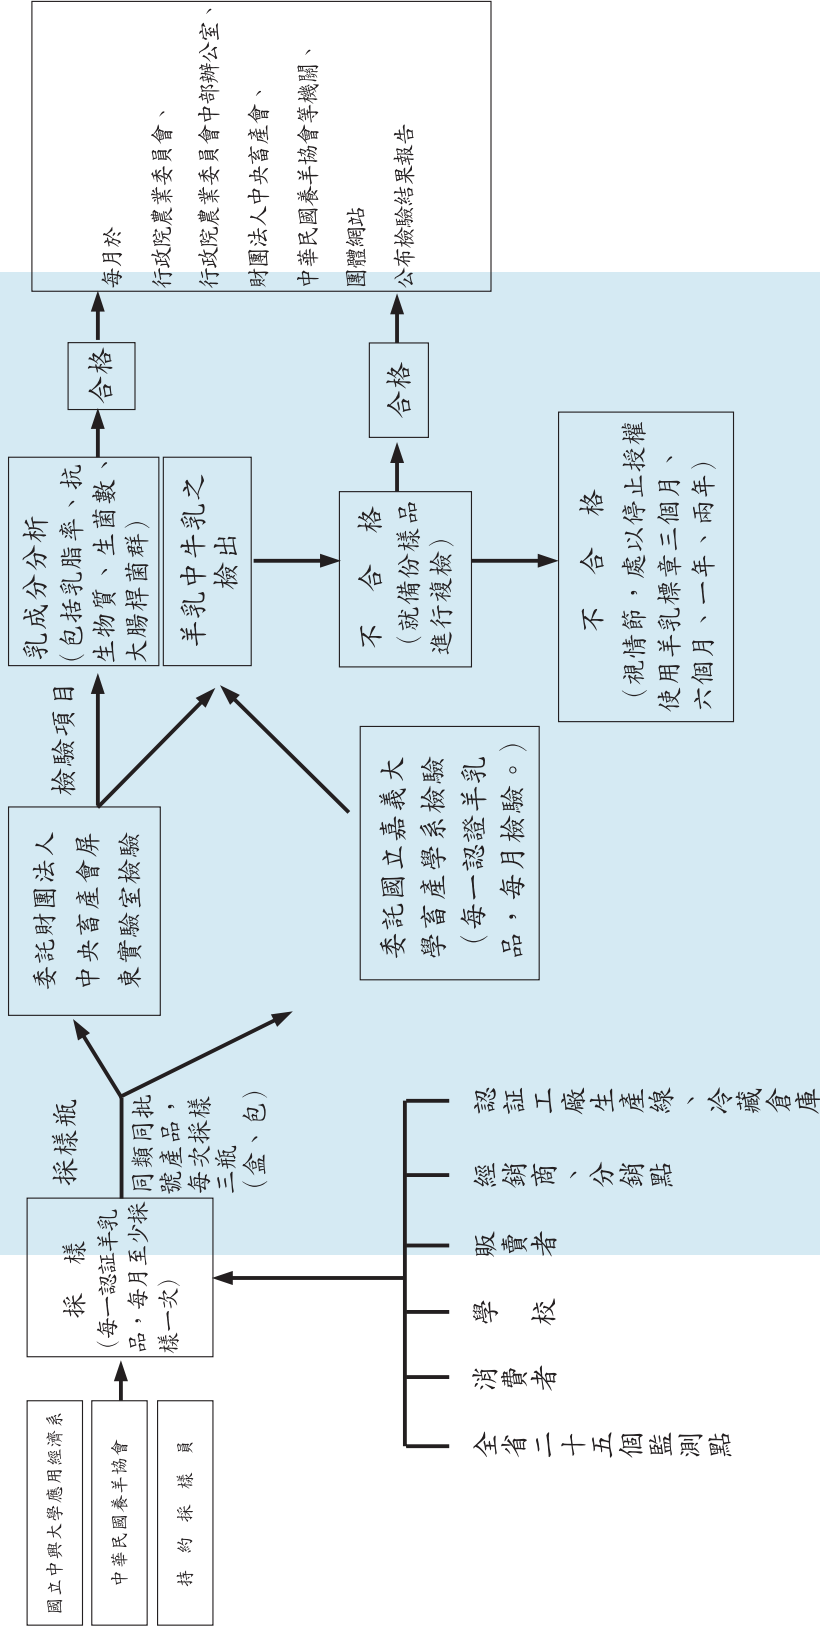 國立中興大學應用經濟系
中華民國養羊協會
持約採樣員
採樣
(每一認証羊乳
品，每月至少採
樣一次)
採樣瓶
同類同批
號產品，
每次採樣
三瓶
(盒、包)
全省二十五個監測點
消費者
學校
販賣者
經銷商、分銷點
認証工廠生產線、冷藏倉庫
委託財團法人
中央畜產會屏
東實驗室檢驗
委託國立嘉義大
學畜產學系檢驗
(每一認證羊乳
品，每月檢驗。)
檢驗項目
乳成分分析
(包括乳脂率、抗
生物質、生菌數、
大腸桿菌群)
羊乳中牛乳之
檢出
合格
不合格
(就備份樣品
進行複檢)
合格
不合格
(視情節，處以停止授權
使用羊乳標章三個月、
六個月、一年、兩年)
每月於
行政院農業委員會、
行政院農業委員會中部辦公室、
財團法人中央畜產會、
中華民國養羊協會等機關、
團體網站
公布檢驗結果報告